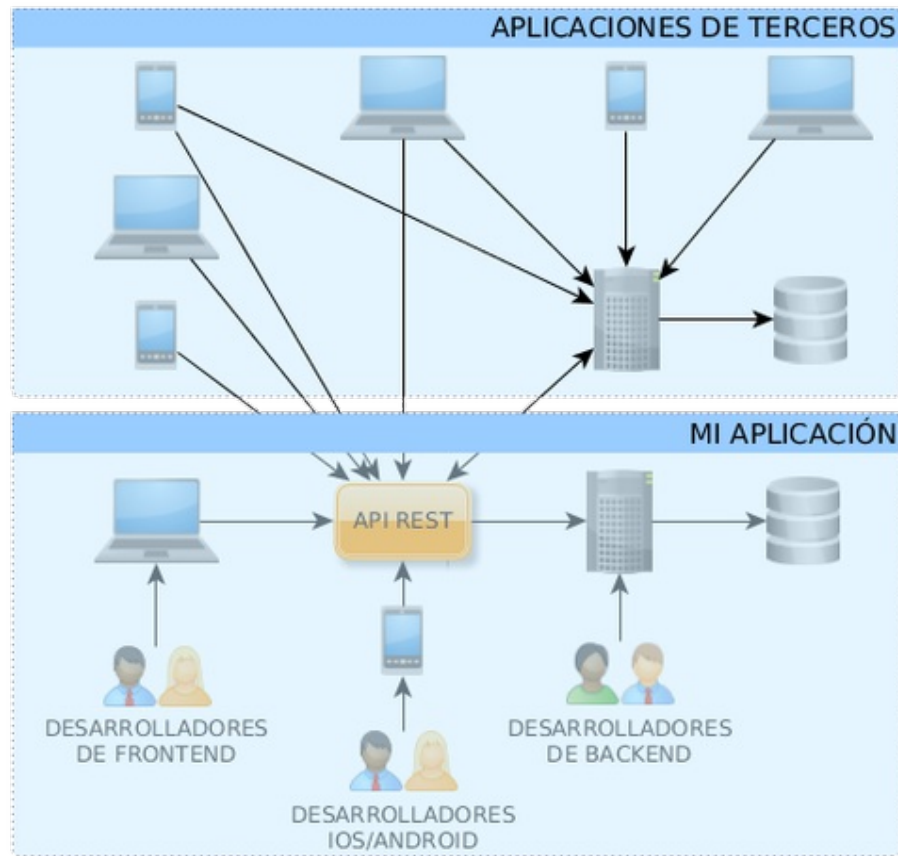 APLICACIONES DE TERCEROS
MI APLICACIÓN
API REST
DESARROLLADORES
DE FRONTEND
DESARROLLADORES
DE BACKEND
DESARROLLADORES
IOS/ANDROID